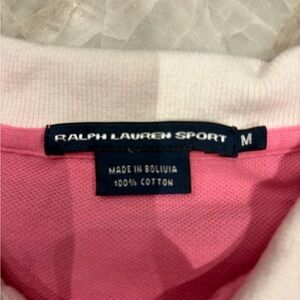 RALPH LAUREN SPORT M
MADE IN BOLIVIA
100% COTTON